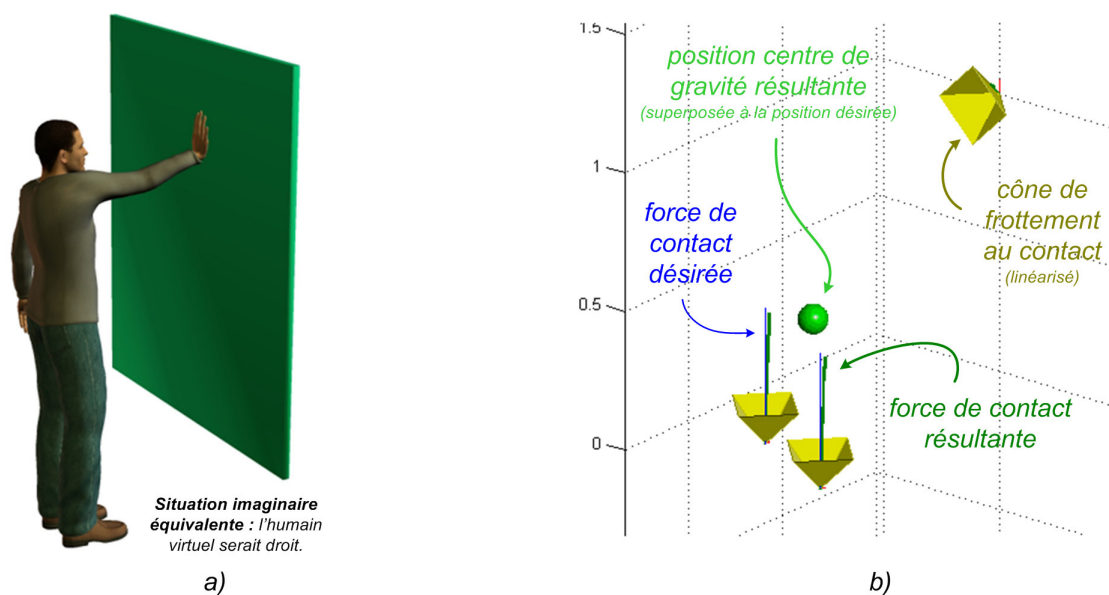 Situation imaginaire
équivalente : l'humain
virtuel serait droit.
a)
1.5
1
0.5
0
position centre de
gravité résultante
(superposée à la position désirée)
force de
contact
désirée
cône de
frottement
au contact
(linéarisé)
force de contact
résultante
b)